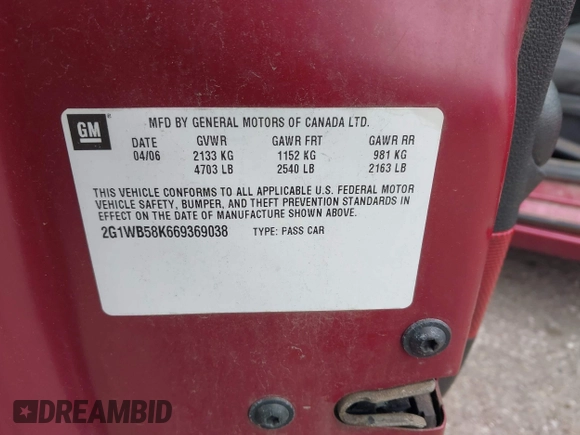 GM
MFD BY GENERAL MOTORS OF CANADA LTD.
DATE GVWR GAWR FRT GAWR RR
04/06 2133 KG 1152 KG 981 KG
4703 LB 2540 LB 2163 LB
THIS VEHICLE CONFORMS TO ALL APPLICABLE U.S. FEDERAL MOTOR
VEHICLE SAFETY, BUMPER, AND THEFT PREVENTION STANDARDS IN
EFFECT ON THE DATE OF MANUFACTURE SHOWN ABOVE.
2G1WB58K669369038 TYPE: PASS CAR
DREAMBID